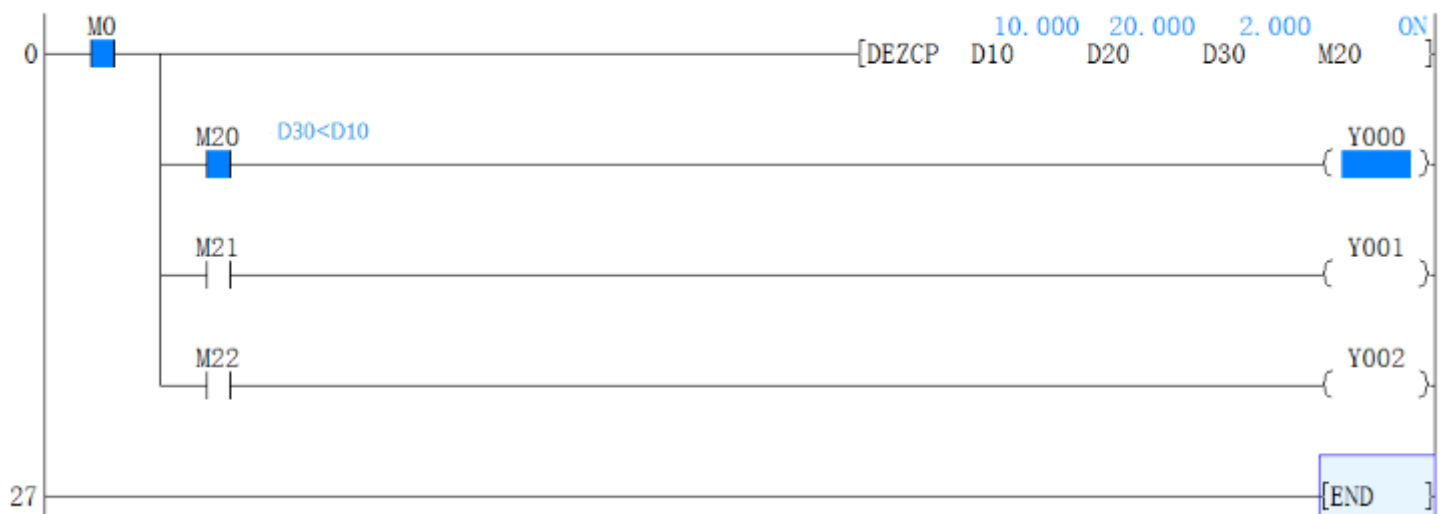 M0 10.000 20.000 2.000 ON
0 [DEZCP D10 D20 D30 M20 ]
M20 D30<D10 Y000
M21 Y001
M22 Y002
27 [END ]